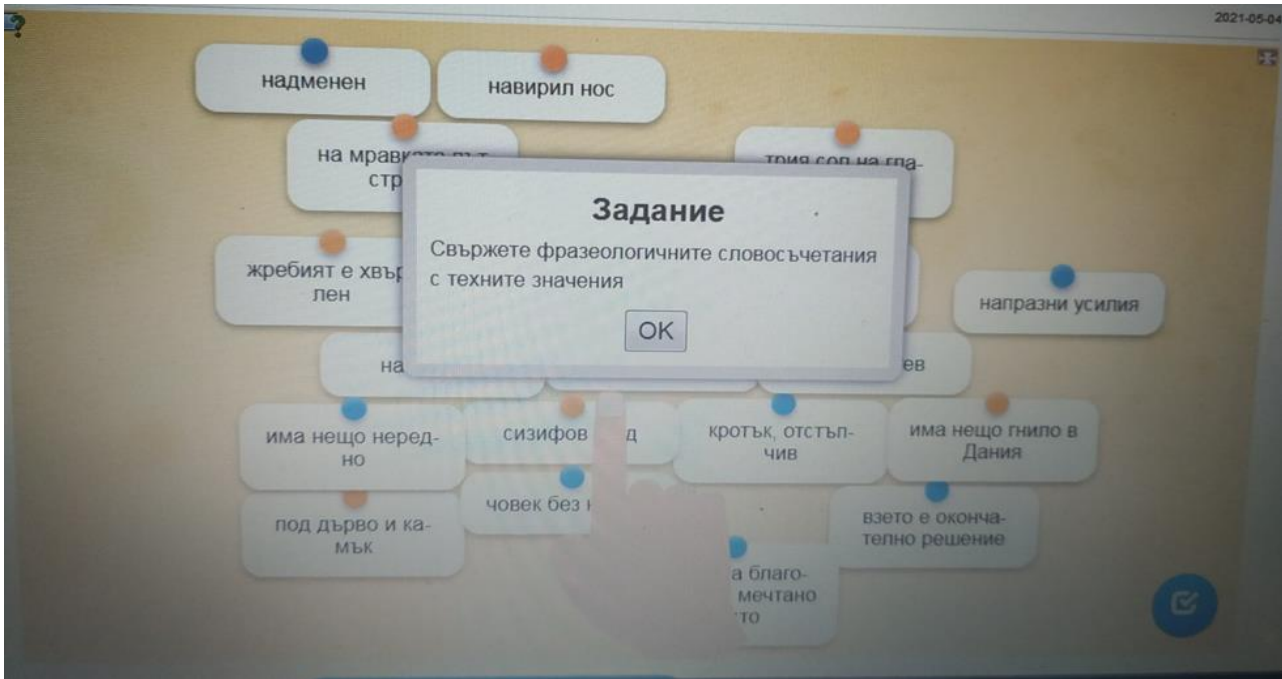 2021-05-04
надменен
навирил нос
на
стр
трия сол на гла-
Задание
Свържете фразеологичните словосъчетания
с техните значения
OK
жребият е хвър
лен
напразни усилия
на
ев
има нещо неред-
но
сизифов
д
кротък, отстъп-
чив
има нещо гнило в
Дания
под дърво и ка-
мък
човек без
взето е оконча-
телно решение
а благо-
мечтано
то